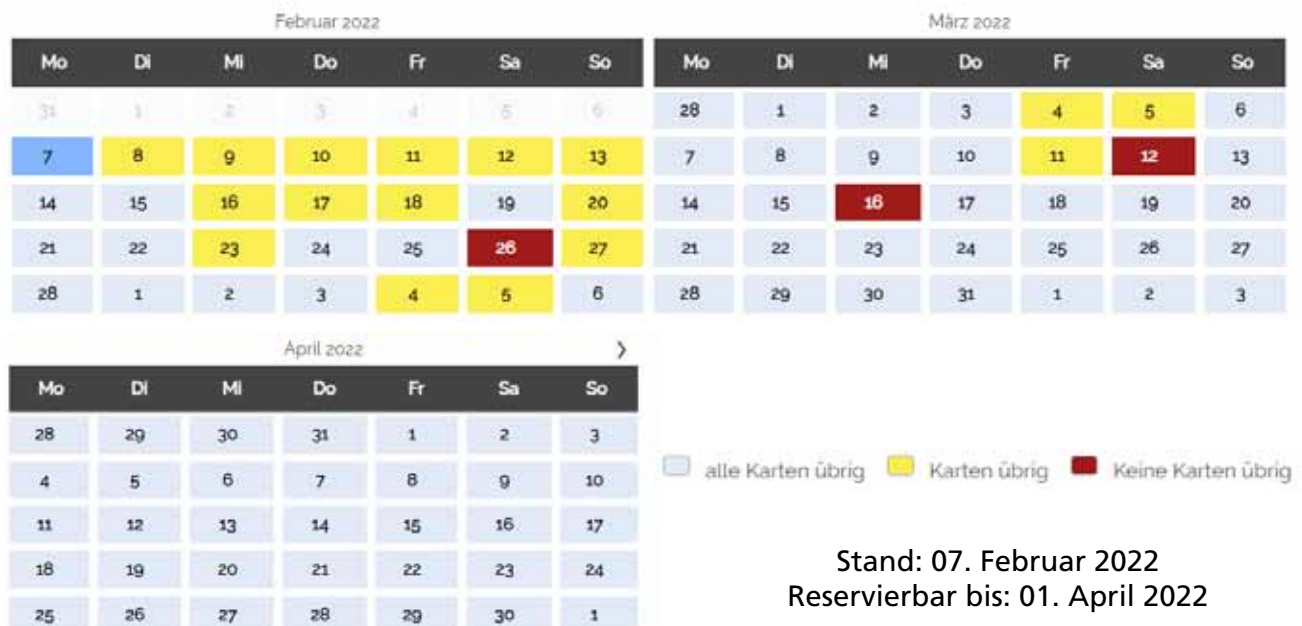 Februar 2022
Mo Di Mi Do Fr Sa So
31 1 2 3 4 5 6
7 8 9 10 11 12 13
14 15 16 17 18 19 20
21 22 23 24 25 26 27
28 1 2 3 4 5 6
März 2022
Mo Di Mi Do Fr Sa So
28 1 2 3 4 5 6
7 8 9 10 11 12 13
14 15 16 17 18 19 20
21 22 23 24 25 26 27
28 29 30 31 1 2 3
April 2022 >
Mo Di Mi Do Fr Sa So
28 29 30 31 1 2 3
4 5 6 7 8 9 10
11 12 13 14 15 16 17
18 19 20 21 22 23 24
25 26 27 28 29 30 1
alle Karten übrig Karten übrig Keine Karten übrig
Stand: 07. Februar 2022
Reservierbar bis: 01. April 2022